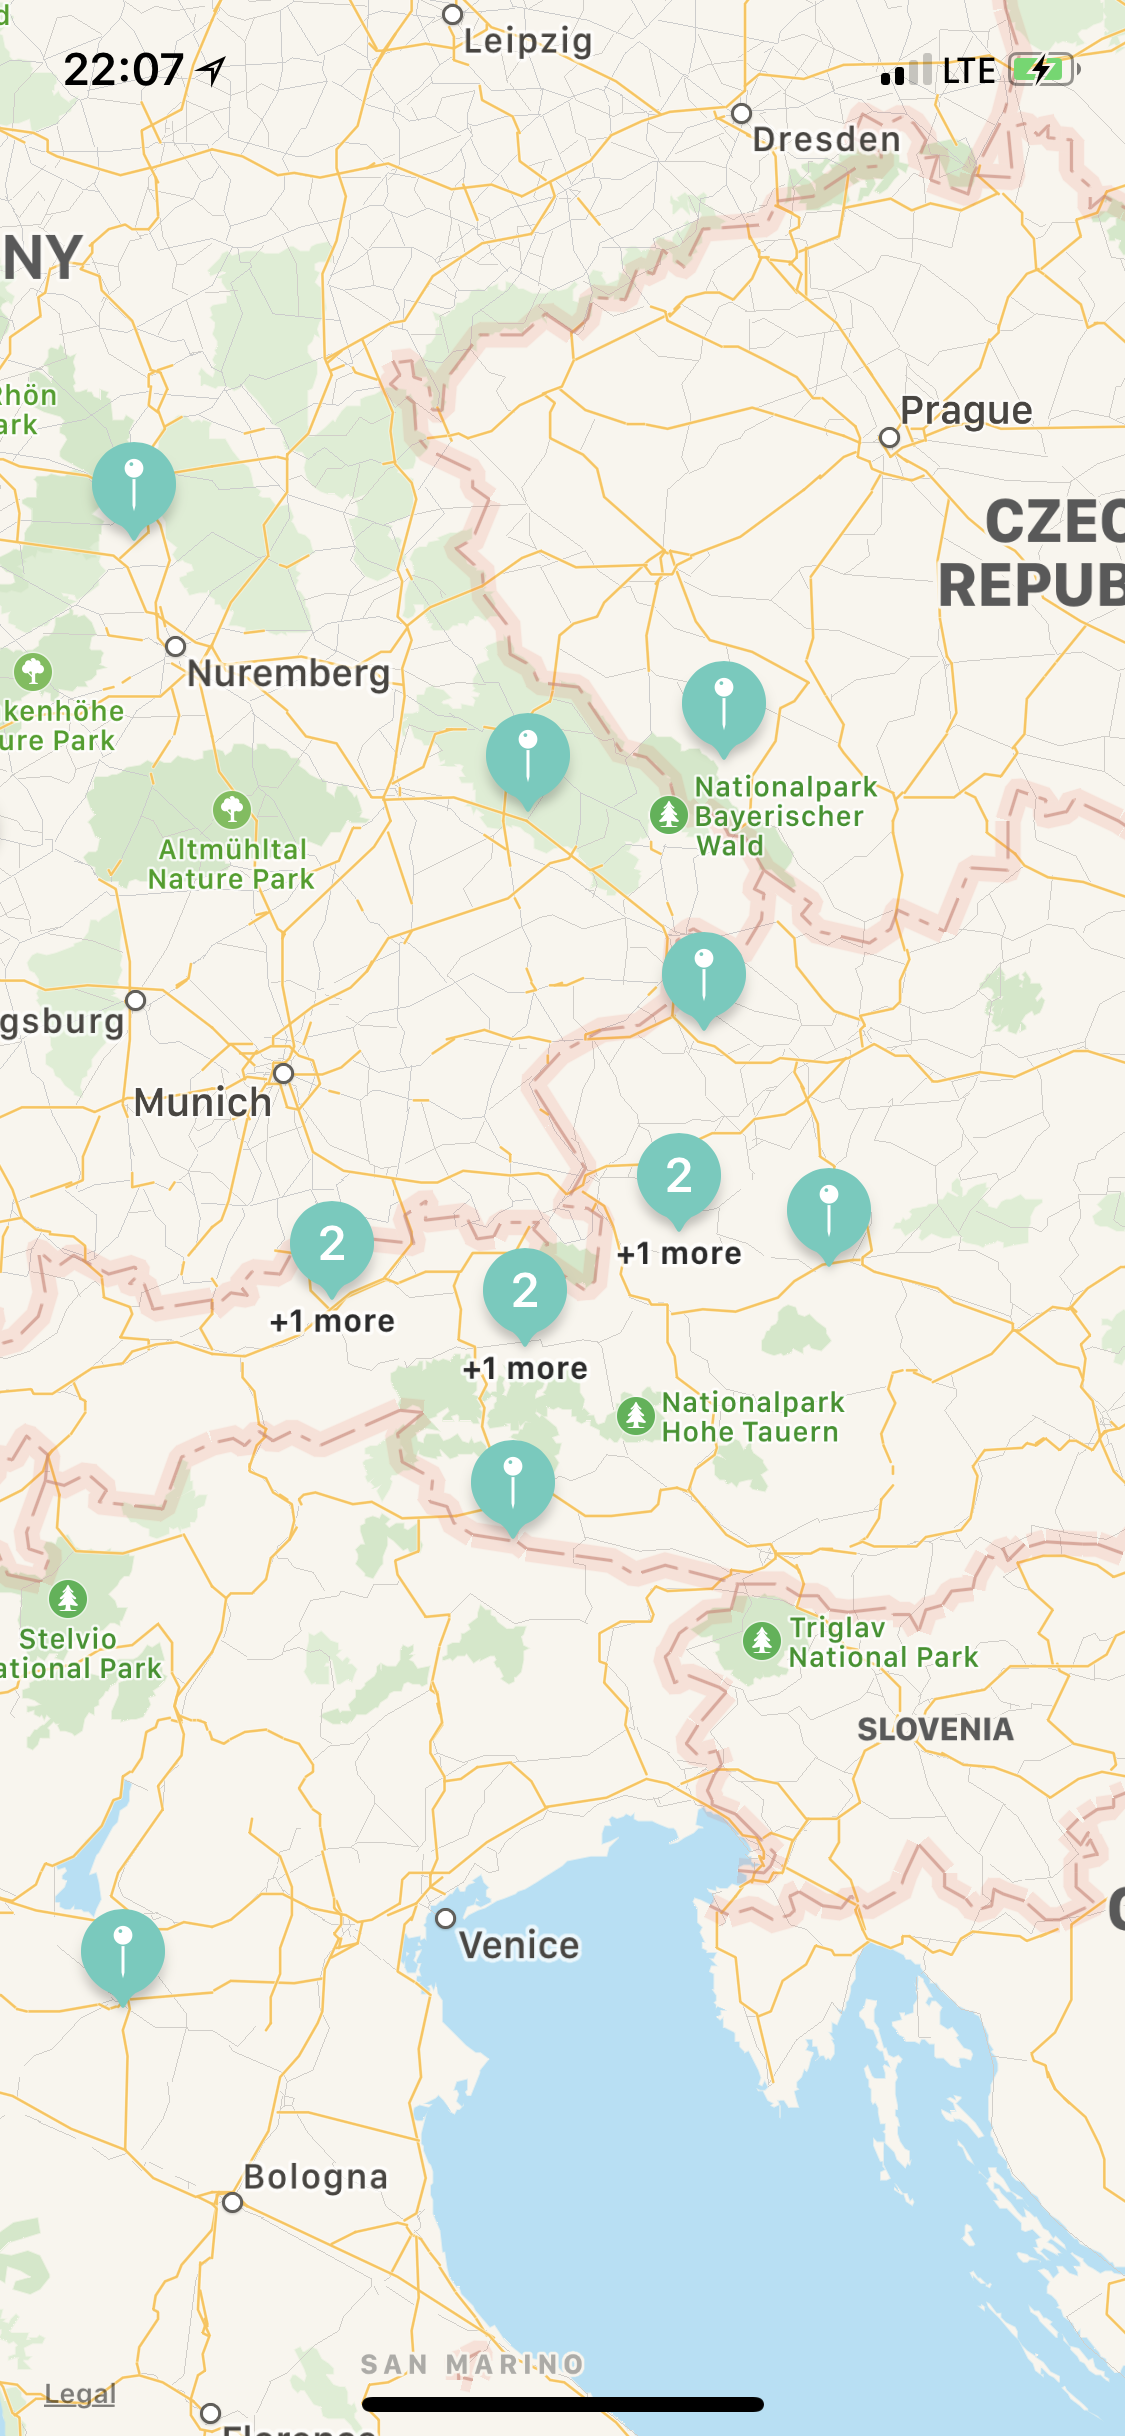 Leipzig
22:07
LTE
Dresden
NY
Rhön
ark
Prague
CZEC
REPUB
Nuremberg
kenhöhe
ure Park
Nationalpark
Bayerischer
Wald
Altmühltal
Nature Park
gsburg
Munich
2
+1 more
2
+1 more
2
+1 more
Nationalpark
Hohe Tauern
Stelvio
ational Park
Triglav
National Park
SLOVENIA
Venice
Bologna
SAN MARINO
Legal
Florence